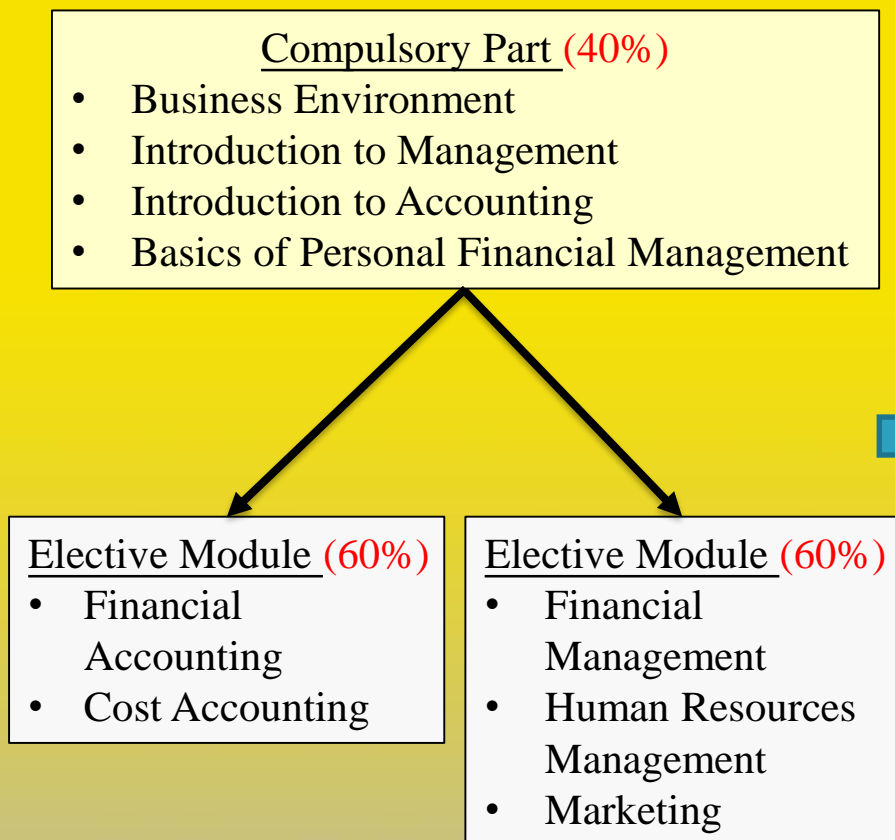 Compulsory Part (40%)
• Business Environment
• Introduction to Management
• Introduction to Accounting
• Basics of Personal Financial Management
Elective Module (60%)
• Financial
Accounting
• Cost Accounting
Elective Module (60%)
• Financial
Management
• Human Resources
Management
• Marketing